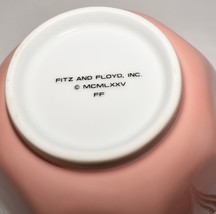 FITZ AND FLOYD, INC.
© MCMLXXV
FF